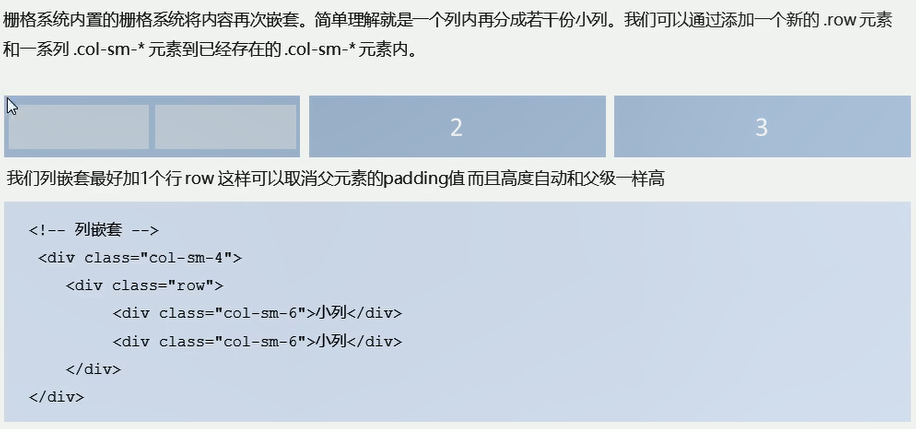 栅格系统内置的栅格系统将内容再次嵌套。简单理解就是一个列内再分成若干份小列。我们可以通过添加一个新的 .row 元素
和一系列 .col-sm-* 元素到已经存在的 .col-sm-* 元素内。
2
3
我们列嵌套最好加1个行 row 这样可以取消父元素的padding值 而且高度自动和父级一样高
<!-- 列嵌套 -->
<div class="col-sm-4">
<div class="row">
<div class="col-sm-6">小列</div>
<div class="col-sm-6">小列</div>
</div>
</div>